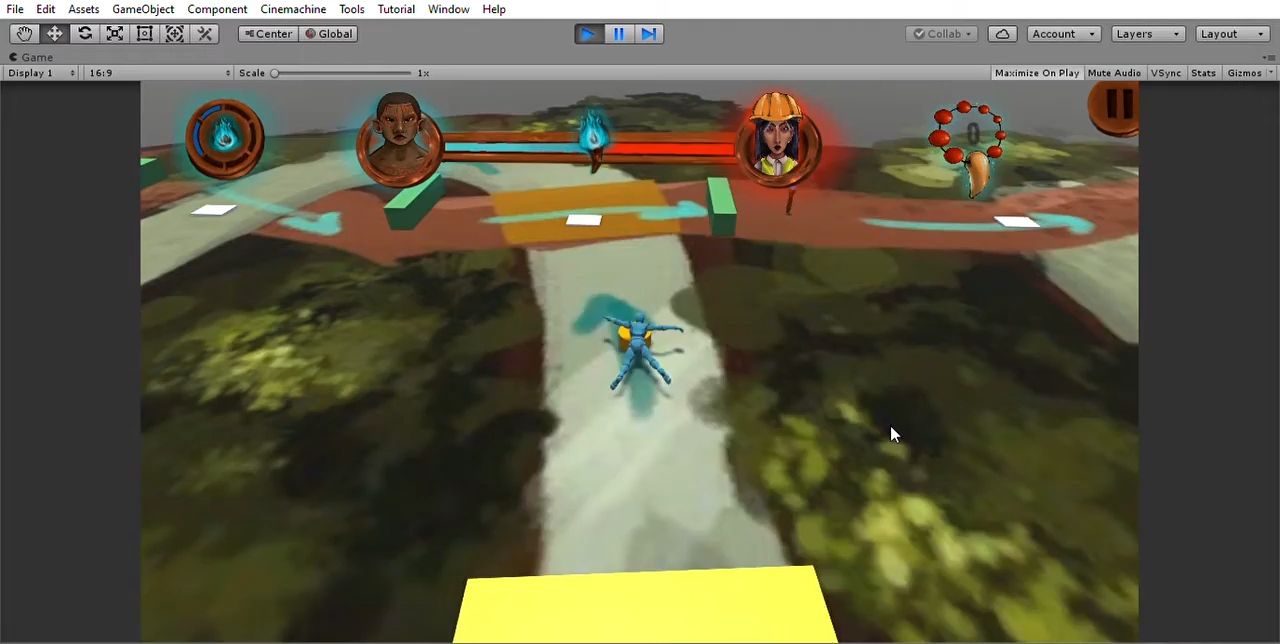 File Edit Assets GameObject Component Cinemachine Tools Tutorial Window Help
Center Global Collab Account Layers Layout
Game
Display 1 16:9 Scale 1x Maximize On Play Mute Audio VSync Stats Gizmos
0